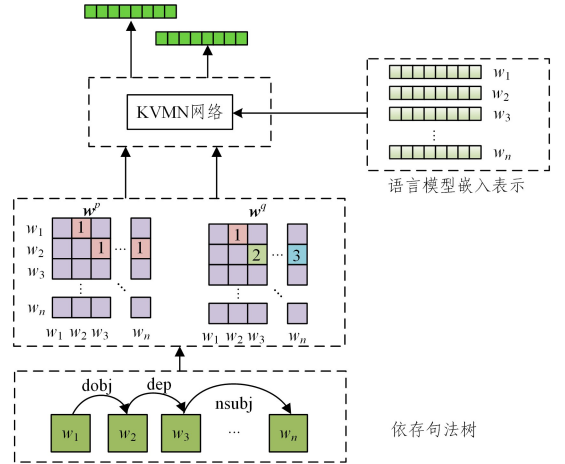 KVMN网络
w1
w2
w3
⋮
wn
语言模型嵌入表示
w^p
w^q
w1 1
w2 1 ... 1
w3
⋮ ⋱
wn
w1 w2 w3 wn
1
2 ... 3
⋮ ⋱
w1 w2 w3 wn
dobj dep nsubj
w1 w2 w3 ... wn
依存句法树